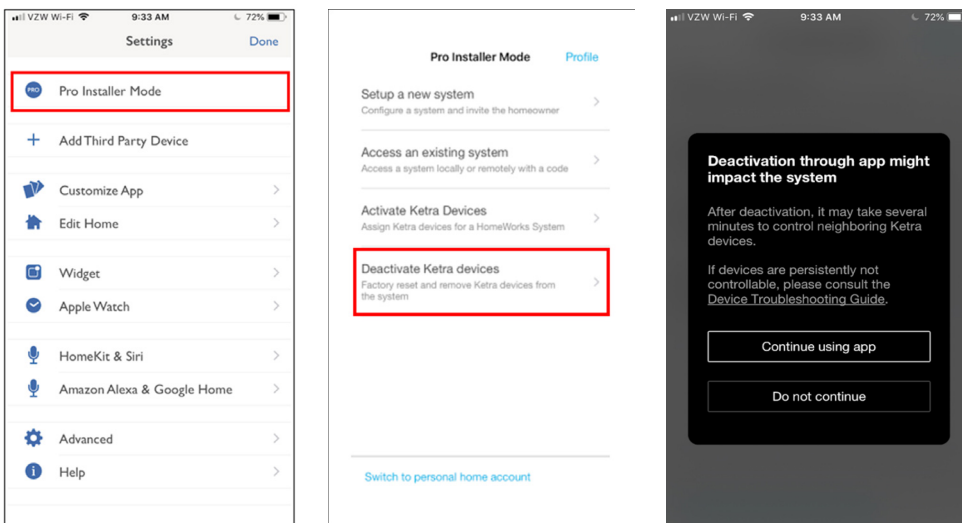 VZW Wi-Fi 9:33 AM 72%
Settings Done
PRO Pro Installer Mode
Add Third Party Device
Customize App
Edit Home
Widget
Apple Watch
HomeKit & Siri
Amazon Alexa & Google Home
Advanced
Help
Pro Installer Mode Profile
Setup a new system
Configure a system and invite the homeowner
Access an existing system
Access a system locally or remotely with a code
Activate Ketra Devices
Assign Ketra devices for a HomeWorks System
Deactivate Ketra devices
Factory reset and remove Ketra devices from
the system
Switch to personal home account
VZW Wi-Fi 9:33 AM 72%
Deactivation through app might
impact the system
After deactivation, it may take several
minutes to control neighboring Ketra
devices.
If devices are persistently not
controllable, please consult the
Device Troubleshooting Guide.
Continue using app
Do not continue